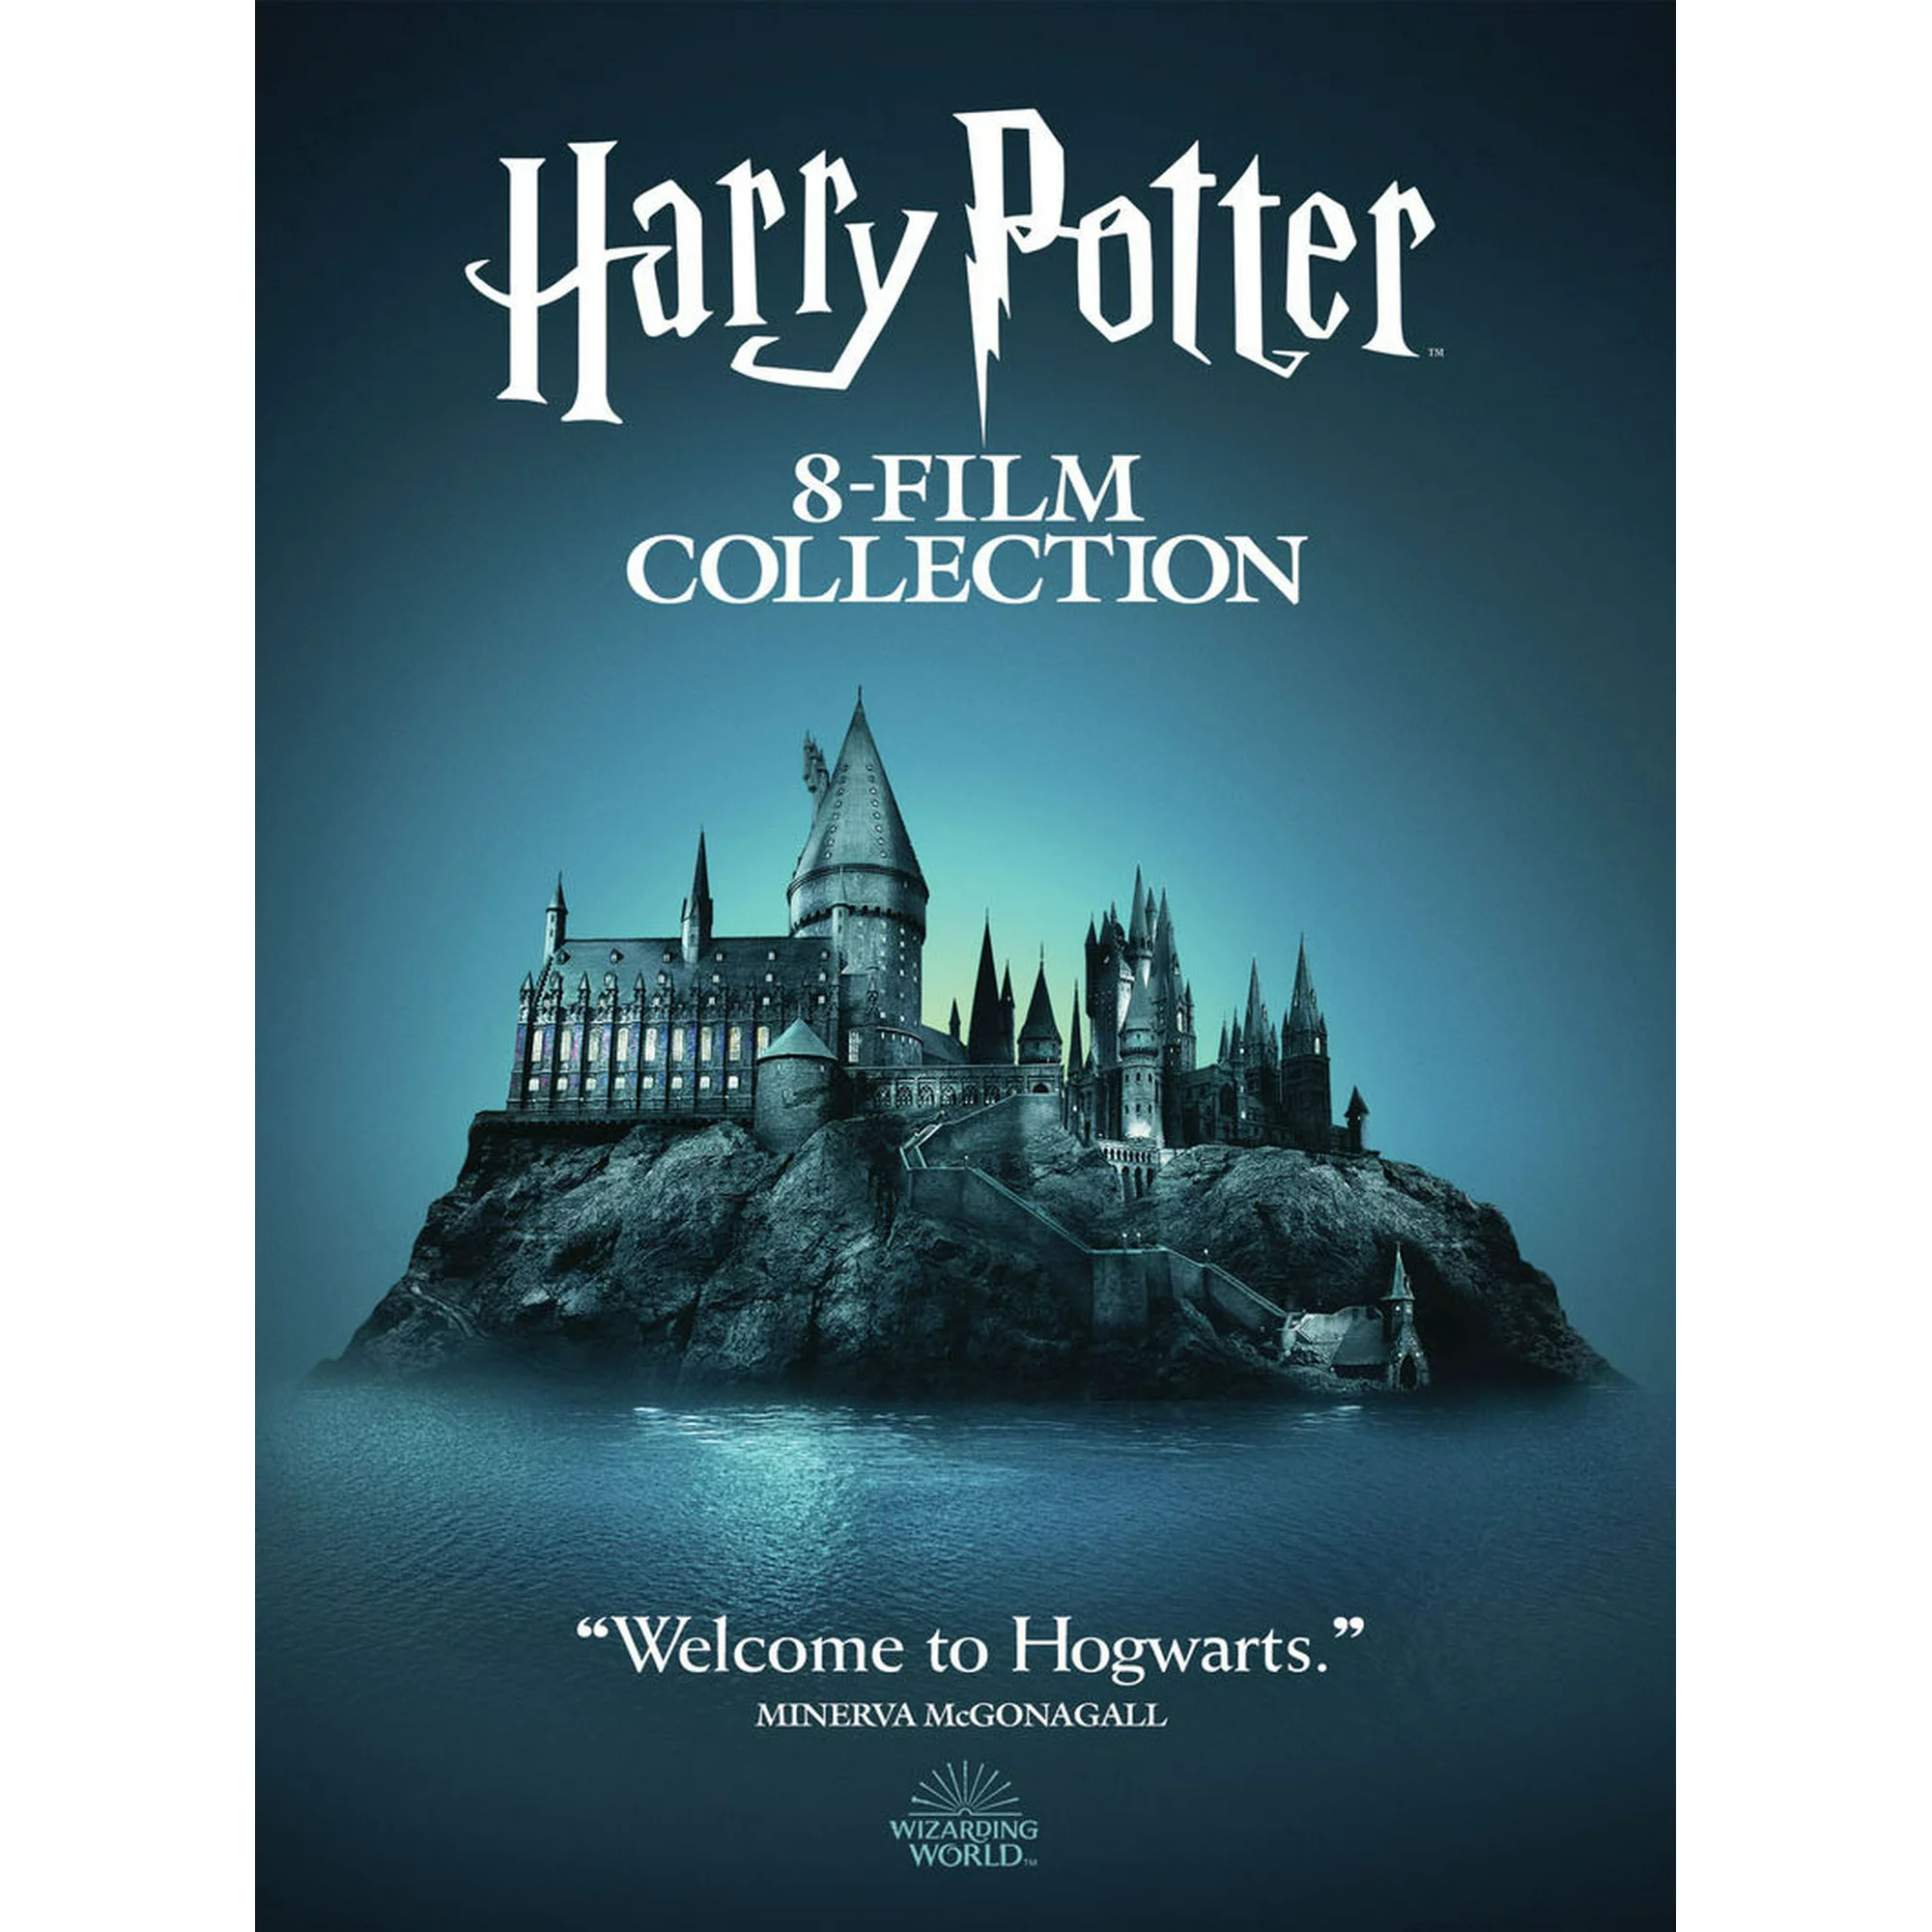 Harry Potter™
8-FILM
COLLECTION
“Welcome to Hogwarts.”
MINERVA McGONAGALL
WIZARDING
WORLD™